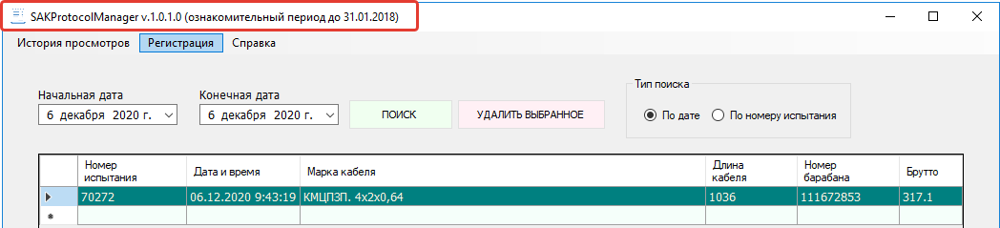 SAKProtocolManager v.1.0.1.0 (ознакомительный период до 31.01.2018)
История просмотров Регистрация Справка
Начальная дата Конечная дата Тип поиска
6 декабря 2020 г. 6 декабря 2020 г. ПОИСК УДАЛИТЬ ВЫБРАННОЕ По дате По номеру испытания
Номер испытания Дата и время Марка кабеля Длина кабеля Номер барабана Брутто
70272 06.12.2020 9:43:19 КМЦПЗП. 4x2x0,64 1036 111672853 317.1